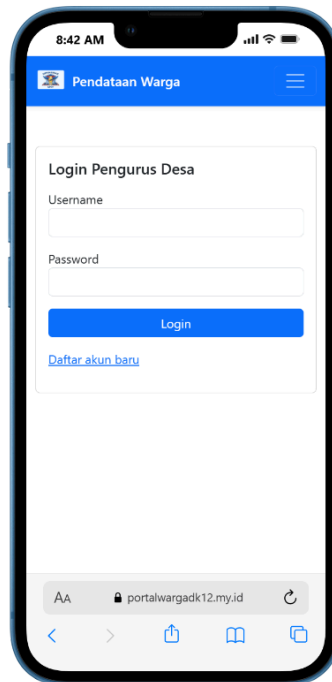 8:42 AM
Pendataan Warga
Login Pengurus Desa
Username
Password
Login
Daftar akun baru
AA
portalwargadk12.my.id